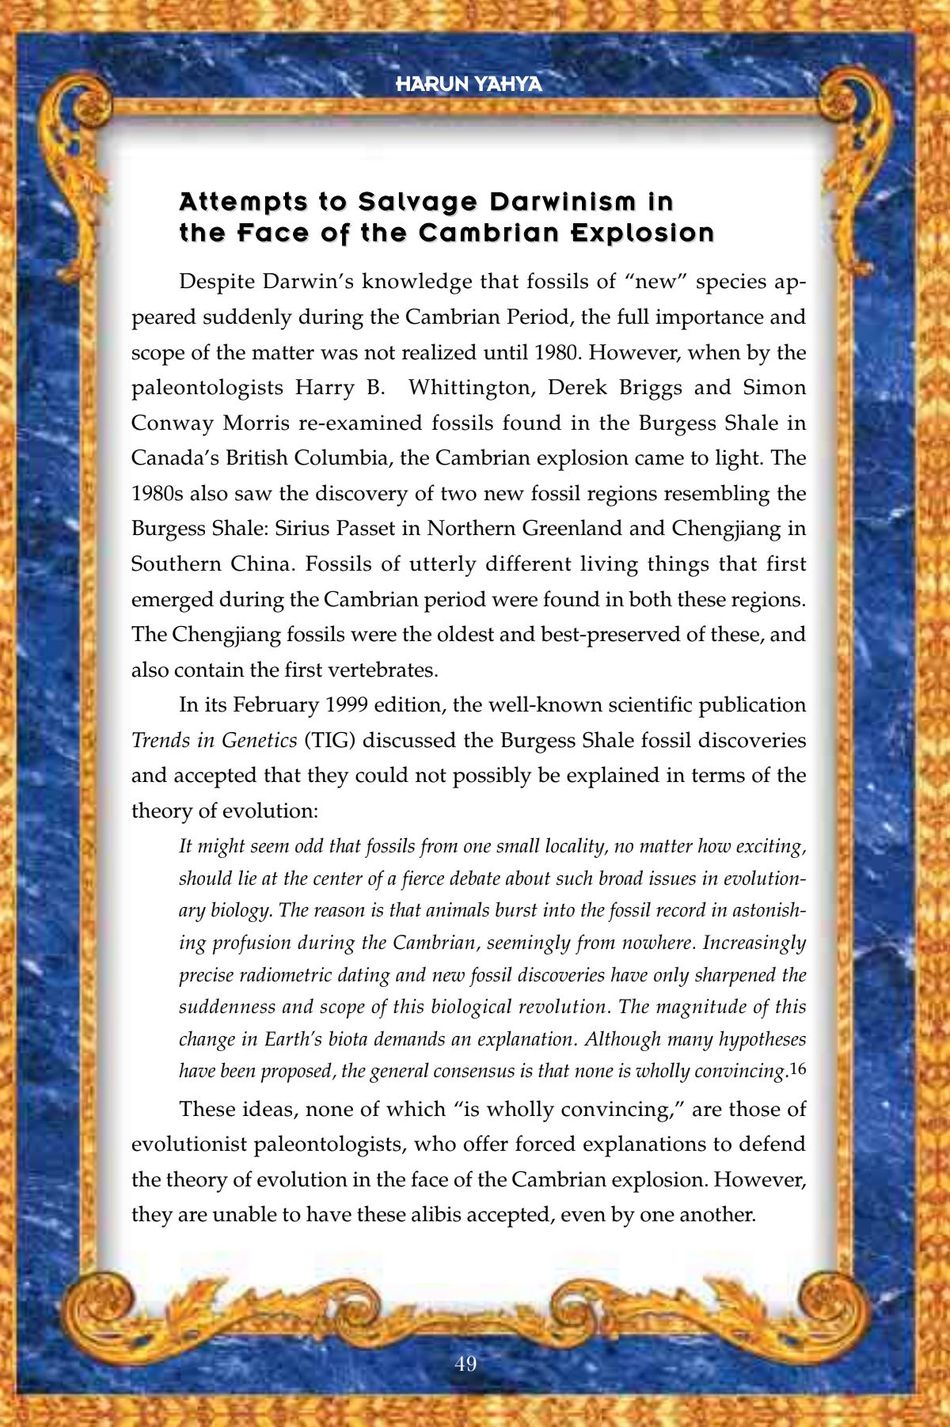 HARUN YAHYA
Attempts to Salvage Darwinism in
the Face of the Cambrian Explosion
Despite Darwin's knowledge that fossils of “new” species ap-
peared suddenly during the Cambrian Period, the full importance and
scope of the matter was not realized until 1980. However, when by the
paleontologists Harry B. Whittington, Derek Briggs and Simon
Conway Morris re-examined fossils found in the Burgess Shale in
Canada's British Columbia, the Cambrian explosion came to light. The
1980s also saw the discovery of two new fossil regions resembling the
Burgess Shale: Sirius Passet in Northern Greenland and Chengjiang in
Southern China. Fossils of utterly different living things that first
emerged during the Cambrian period were found in both these regions.
The Chengjiang fossils were the oldest and best-preserved of these, and
also contain the first vertebrates.
In its February 1999 edition, the well-known scientific publication
Trends in Genetics (TIG) discussed the Burgess Shale fossil discoveries
and accepted that they could not possibly be explained in terms of the
theory of evolution:
It might seem odd that fossils from one small locality, no matter how exciting,
should lie at the center of a fierce debate about such broad issues in evolution-
ary biology. The reason is that animals burst into the fossil record in astonish-
ing profusion during the Cambrian, seemingly from nowhere. Increasingly
precise radiometric dating and new fossil discoveries have only sharpened the
suddenness and scope of this biological revolution. The magnitude of this
change in Earth's biota demands an explanation. Although many hypotheses
have been proposed, the general consensus is that none is wholly convincing.16
These ideas, none of which “is wholly convincing,” are those of
evolutionist paleontologists, who offer forced explanations to defend
the theory of evolution in the face of the Cambrian explosion. However,
they are unable to have these alibis accepted, even by one another.
49